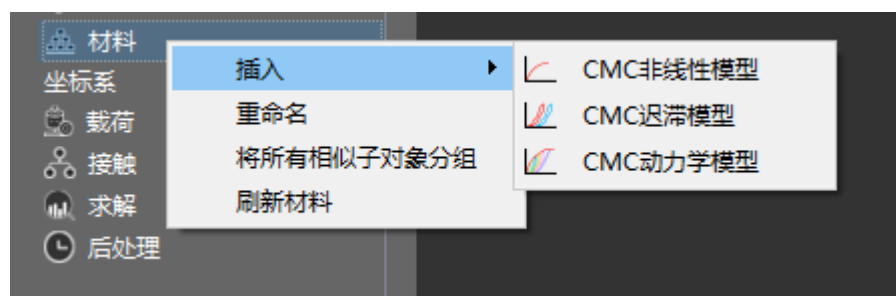 材料
坐标系
载荷
接触
求解
后处理
插入
重命名
将所有相似子对象分组
刷新材料
CMC非线性模型
CMC迟滞模型
CMC动力学模型